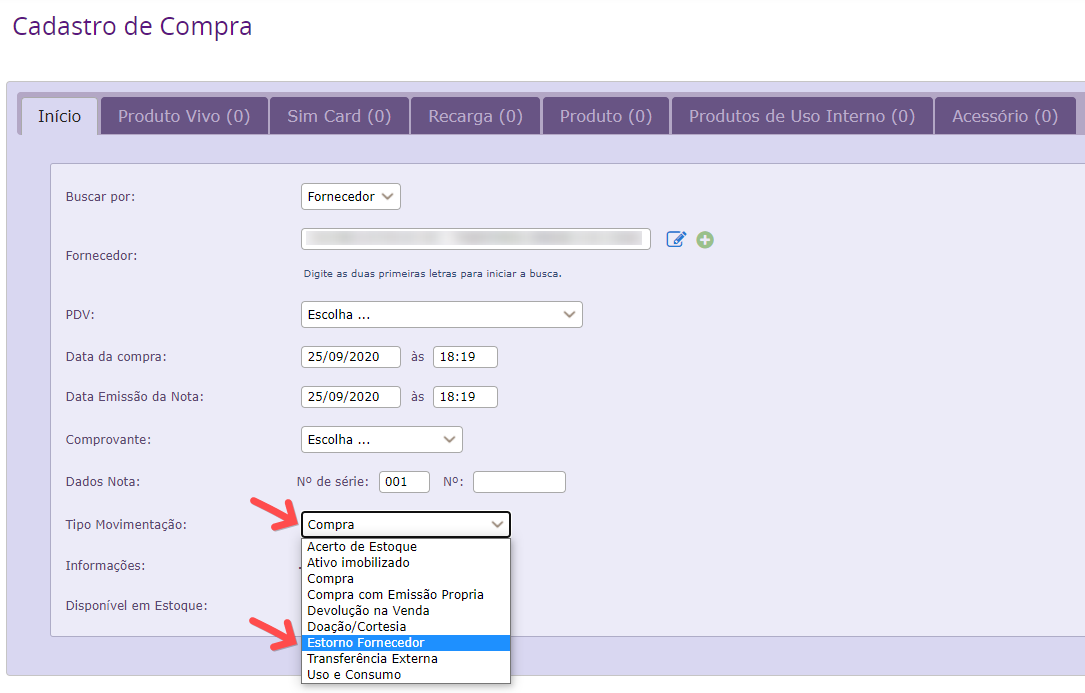 Cadastro de Compra
Início Produto Vivo (0) Sim Card (0) Recarga (0) Produto (0) Produtos de Uso Interno (0) Acessório (0)
Buscar por: Fornecedor
Fornecedor:
Digite as duas primeiras letras para iniciar a busca.
PDV: Escolha ...
Data da compra: 25/09/2020 às 18:19
Data Emissão da Nota: 25/09/2020 às 18:19
Comprovante: Escolha ...
Dados Nota: Nº de série: 001 Nº:
Tipo Movimentação: Compra
Acerto de Estoque
Ativo imobilizado
Informações:
Compra
Compra com Emissão Propria
Disponível em Estoque:
Devolução na Venda
Doação/Cortesia
Estorno Fornecedor
Transferência Externa
Uso e Consumo